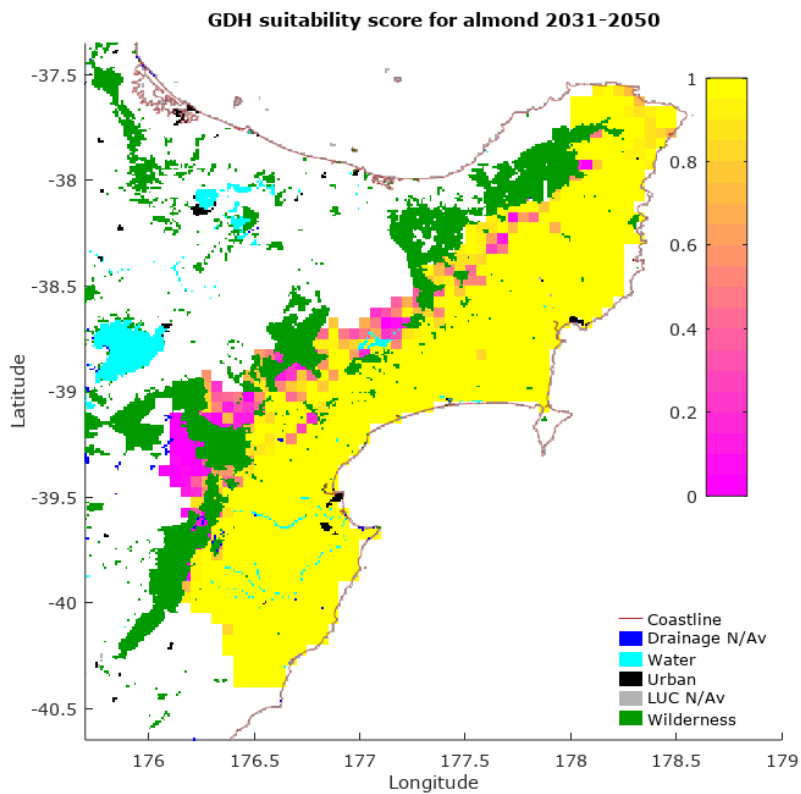 GDH suitability score for almond 2031-2050
-37.5
-38
-38.5
-39
-39.5
-40
-40.5
Latitude
176
176.5
177
177.5
178
178.5
179
Longitude
1
0.8
0.6
0.4
0.2
0
Coastline
Drainage N/Av
Water
Urban
LUC N/Av
Wilderness